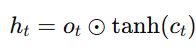 h_t = o_t ⊙ tanh(c_t)